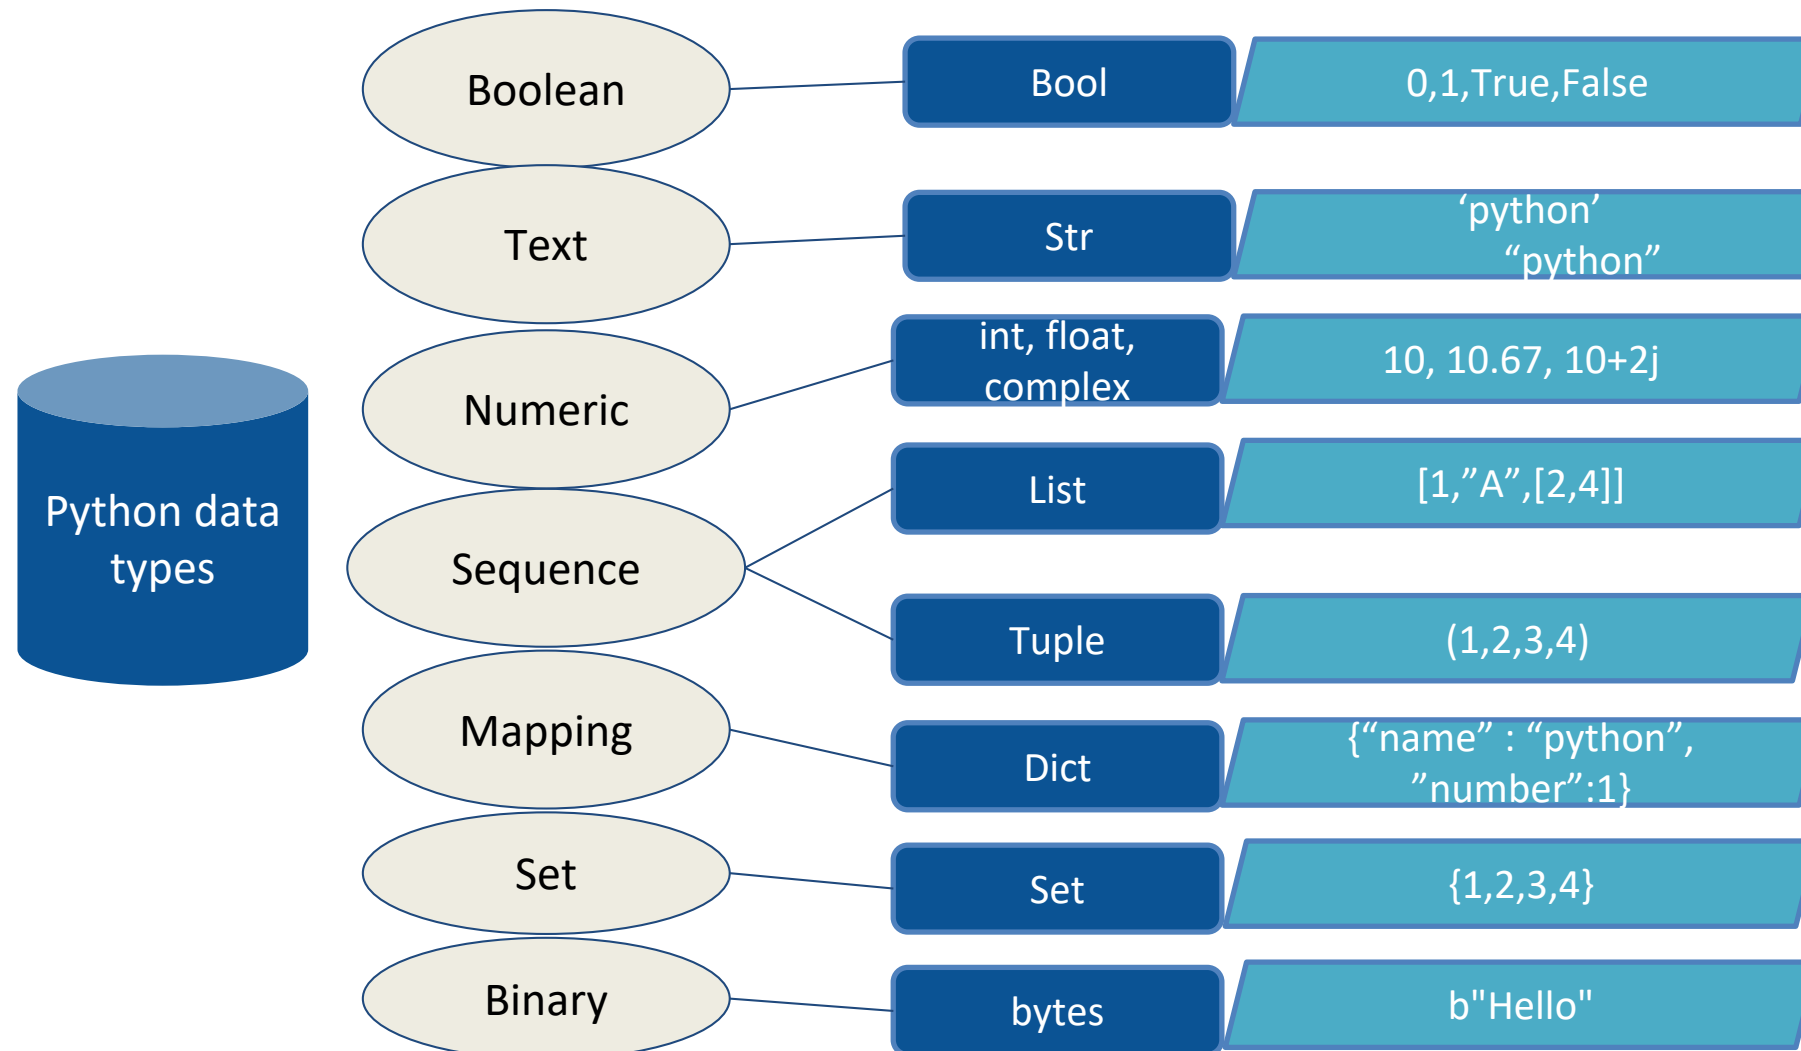 Python data
types
Boolean
Bool
0,1,True,False
Text
Str
‘python’
“python”
Numeric
int, float,
complex
10, 10.67, 10+2j
Sequence
List
[1,”A”,[2,4]]
Tuple
(1,2,3,4)
Mapping
Dict
{“name” : “python”,
”number”:1}
Set
Set
{1,2,3,4}
Binary
bytes
b"Hello"